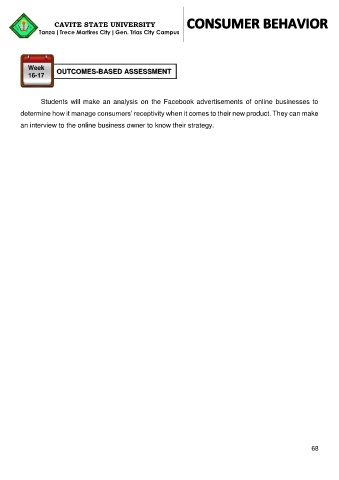 CAVITE STATE UNIVERSITY
Tanza | Trece Martires City | Gen. Trias City Campus
CONSUMER BEHAVIOR
Week
16-17
OUTCOMES-BASED ASSESSMENT
Students will make an analysis on the Facebook advertisements of online businesses to
determine how it manage consumers' receptivity when it comes to their new product. They can make
an interview to the online business owner to know their strategy.
68